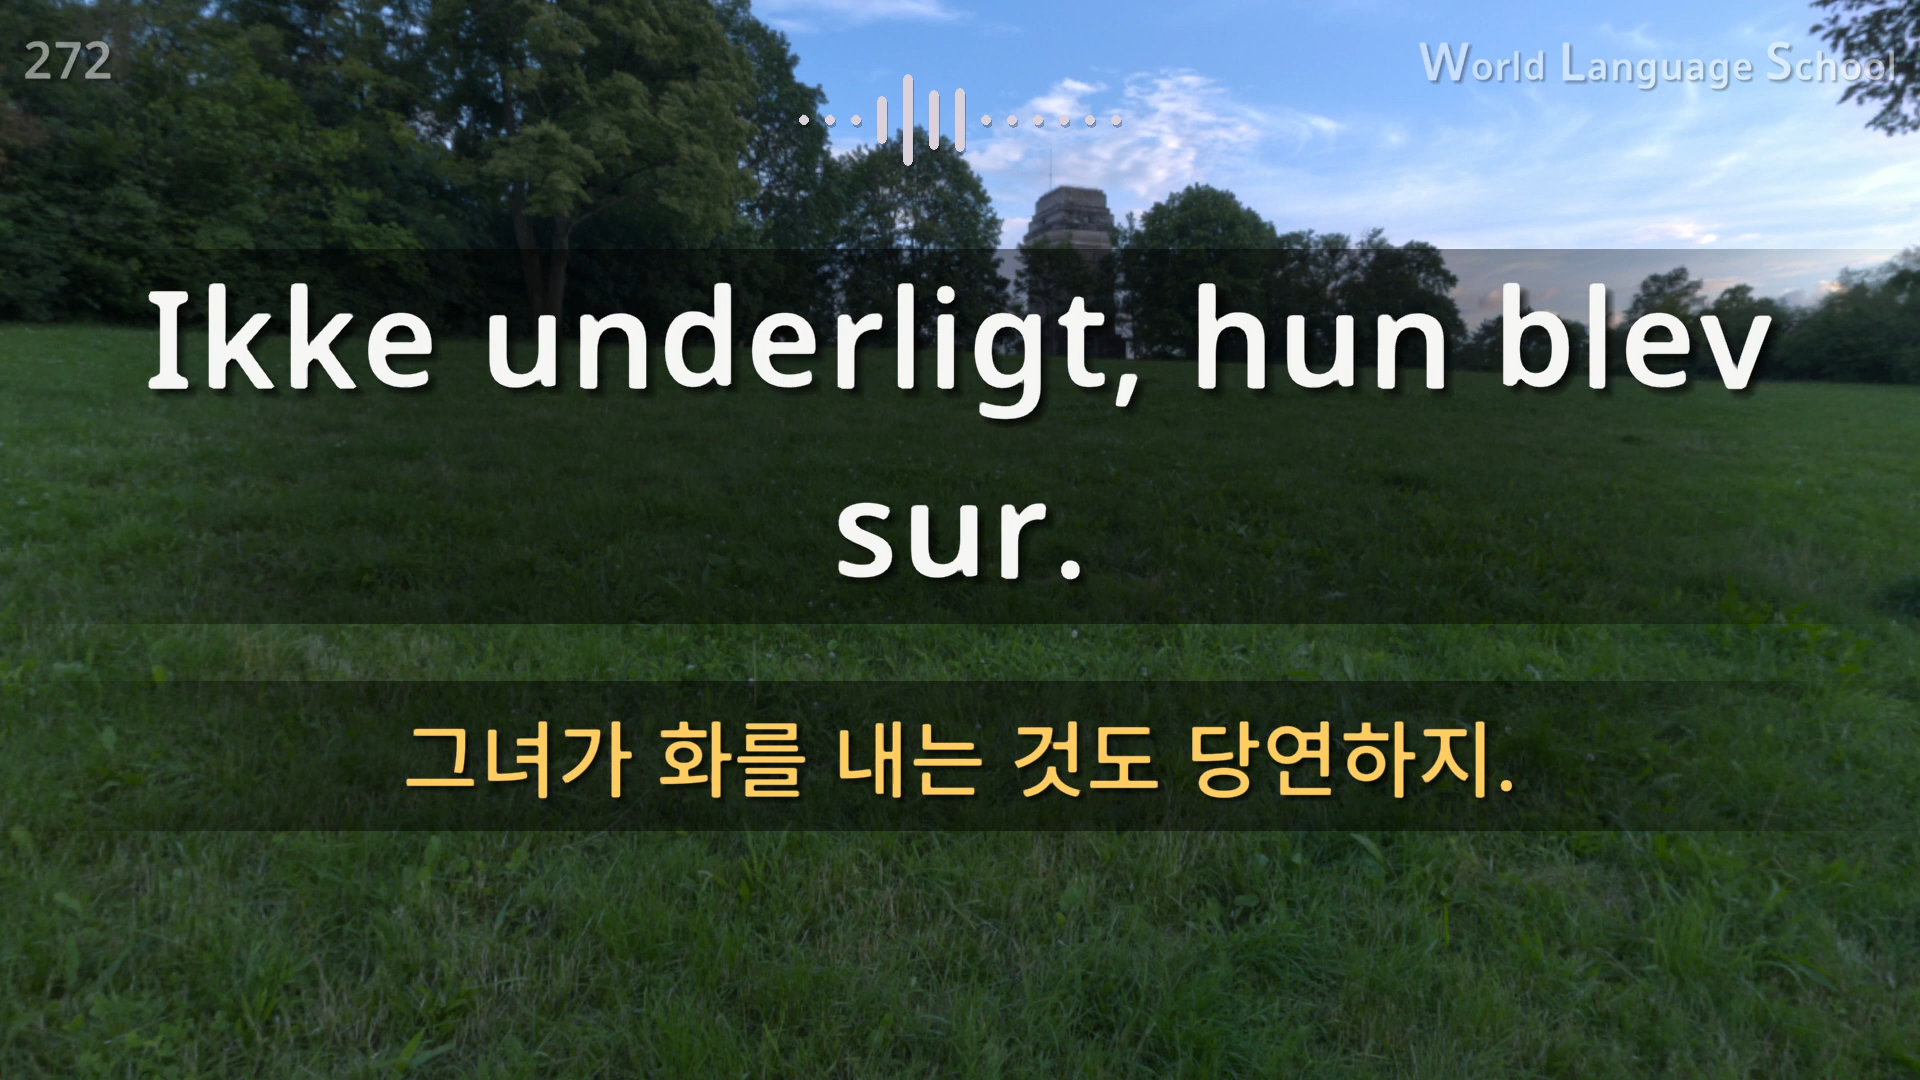 272
World Language School
Ikke underligt, hun blev
sur.
그녀가 화를 내는 것도 당연하지.